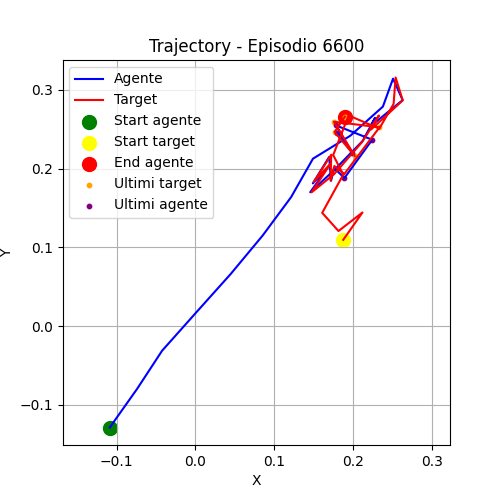 Trajectory - Episodio 6600
Agente
Target
Start agente
Start target
End agente
Ultimi target
Ultimi agente
0.3
0.2
0.1
0.0
−0.1
Y
−0.1
0.0
0.1
0.2
0.3
X